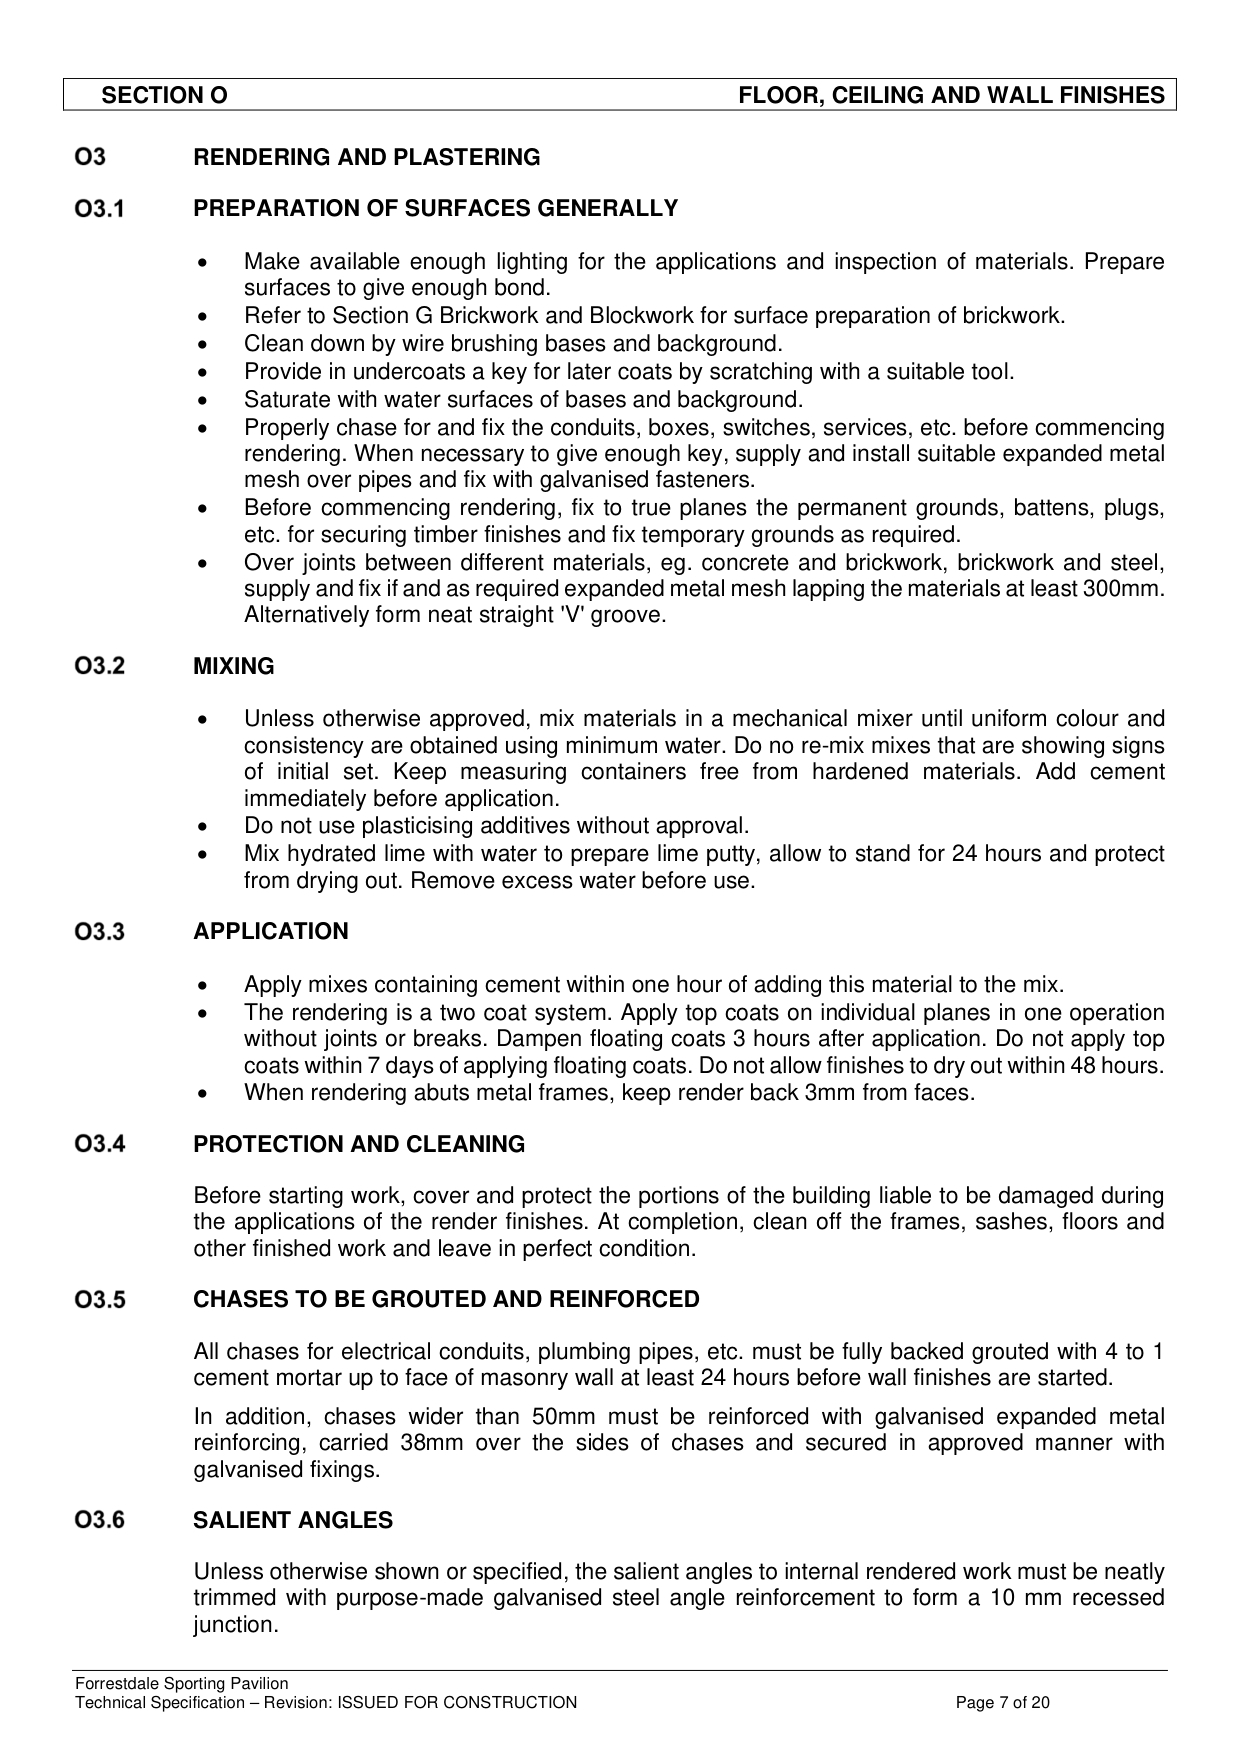 SECTION O FLOOR, CEILING AND WALL FINISHES
O3 RENDERING AND PLASTERING
O3.1 PREPARATION OF SURFACES GENERALLY
• Make available enough lighting for the applications and inspection of materials. Prepare
surfaces to give enough bond.
• Refer to Section G Brickwork and Blockwork for surface preparation of brickwork.
• Clean down by wire brushing bases and background.
• Provide in undercoats a key for later coats by scratching with a suitable tool.
• Saturate with water surfaces of bases and background.
• Properly chase for and fix the conduits, boxes, switches, services, etc. before commencing
rendering. When necessary to give enough key, supply and install suitable expanded metal
mesh over pipes and fix with galvanised fasteners.
• Before commencing rendering, fix to true planes the permanent grounds, battens, plugs,
etc. for securing timber finishes and fix temporary grounds as required.
• Over joints between different materials, eg. concrete and brickwork, brickwork and steel,
supply and fix if and as required expanded metal mesh lapping the materials at least 300mm.
Alternatively form neat straight 'V' groove.
O3.2 MIXING
• Unless otherwise approved, mix materials in a mechanical mixer until uniform colour and
consistency are obtained using minimum water. Do no re-mix mixes that are showing signs
of initial set. Keep measuring containers free from hardened materials. Add cement
immediately before application.
• Do not use plasticising additives without approval.
• Mix hydrated lime with water to prepare lime putty, allow to stand for 24 hours and protect
from drying out. Remove excess water before use.
O3.3 APPLICATION
• Apply mixes containing cement within one hour of adding this material to the mix.
• The rendering is a two coat system. Apply top coats on individual planes in one operation
without joints or breaks. Dampen floating coats 3 hours after application. Do not apply top
coats within 7 days of applying floating coats. Do not allow finishes to dry out within 48 hours.
• When rendering abuts metal frames, keep render back 3mm from faces.
O3.4 PROTECTION AND CLEANING
Before starting work, cover and protect the portions of the building liable to be damaged during
the applications of the render finishes. At completion, clean off the frames, sashes, floors and
other finished work and leave in perfect condition.
O3.5 CHASES TO BE GROUTED AND REINFORCED
All chases for electrical conduits, plumbing pipes, etc. must be fully backed grouted with 4 to 1
cement mortar up to face of masonry wall at least 24 hours before wall finishes are started.
In addition, chases wider than 50mm must be reinforced with galvanised expanded metal
reinforcing, carried 38mm over the sides of chases and secured in approved manner with
galvanised fixings.
O3.6 SALIENT ANGLES
Unless otherwise shown or specified, the salient angles to internal rendered work must be neatly
trimmed with purpose-made galvanised steel angle reinforcement to form a 10 mm recessed
junction.
Forrestdale Sporting Pavilion
Technical Specification – Revision: ISSUED FOR CONSTRUCTION Page 7 of 20